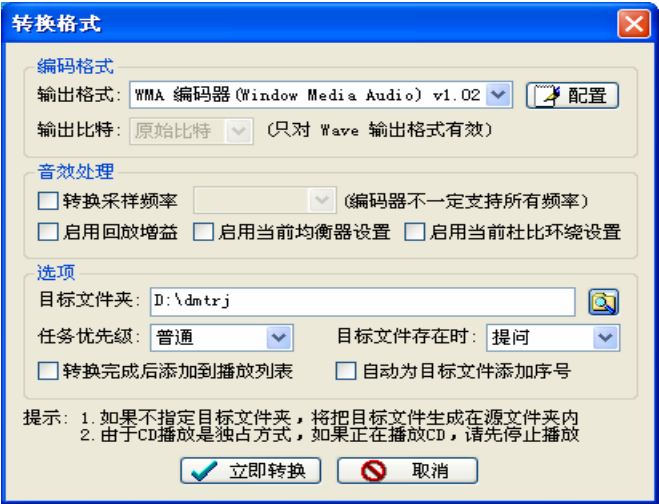 转换格式
编码格式
输出格式: WMA 编码器(Window Media Audio) v1.02 配置
输出比特: 原始比特 (只对 Wave 输出格式有效)
音效处理
转换采样频率 (编码器不一定支持所有频率)
启用回放增益 启用当前均衡器设置 启用当前杜比环绕设置
选项
目标文件夹: D:\dmtrj
任务优先级: 普通 目标文件存在时: 提问
转换完成后添加到播放列表 自动为目标文件添加序号
提示: 1.如果不指定目标文件夹，将把目标文件生成在源文件夹内
2.由于CD播放是独占方式，如果正在播放CD，请先停止播放
立即转换 取消